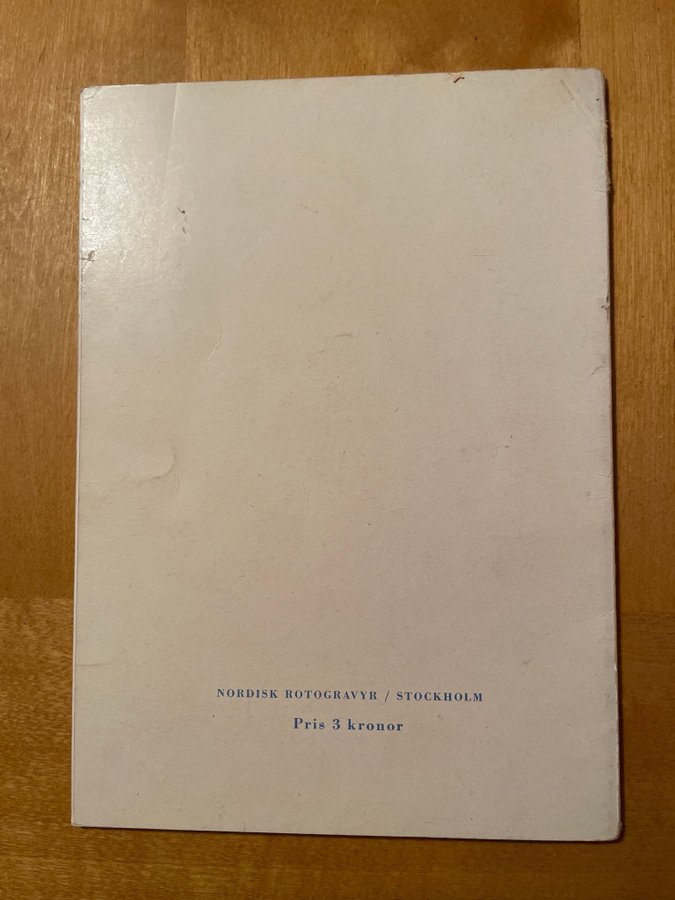 NORDISK ROTOGRAVYR / STOCKHOLM
Pris 3 kronor